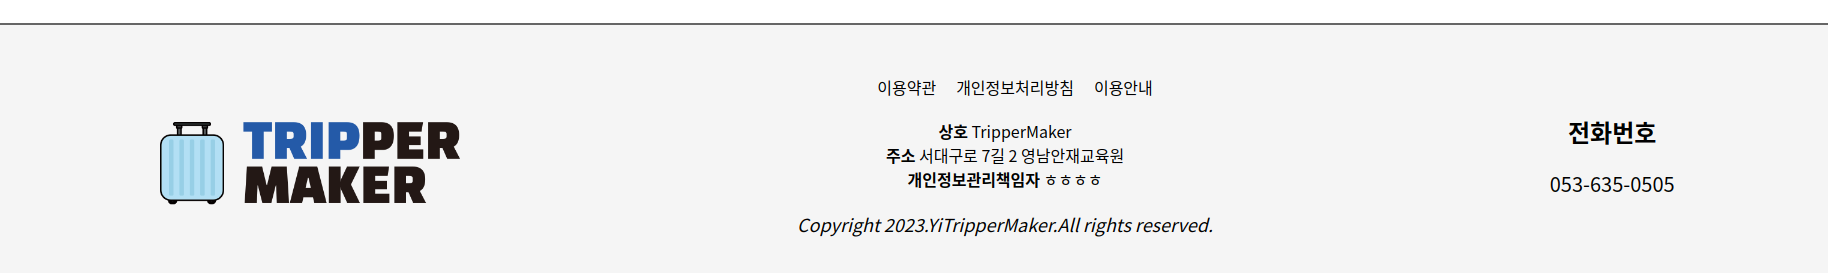 TRIPPER
MAKER
이용약관 개인정보처리방침 이용안내
상호 TripperMaker
주소 서대구로 7길 2 영남안재교육원
개인정보관리책임자 ㅎㅎㅎㅎ
Copyright 2023.YiTripperMaker.All rights reserved.
전화번호
053-635-0505